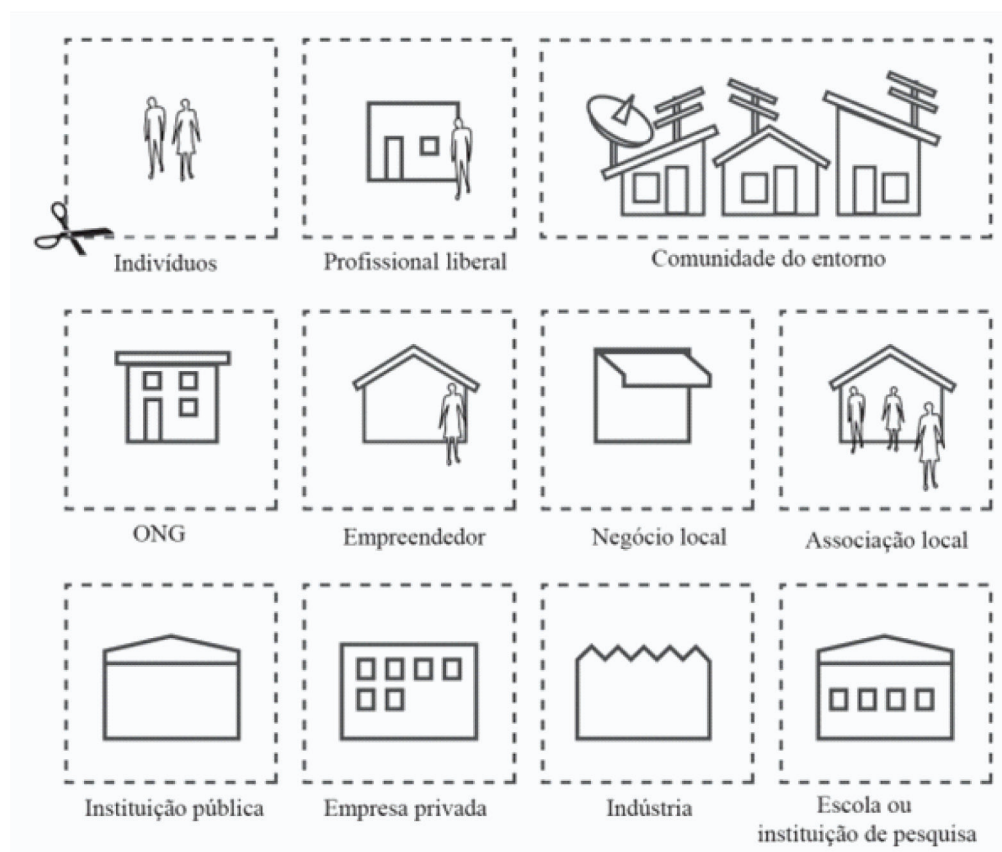 Indivíduos
Profissional liberal
Comunidade do entorno
ONG
Empreendedor
Negócio local
Associação local
Instituição pública
Empresa privada
Indústria
Escola ou
instituição de pesquisa